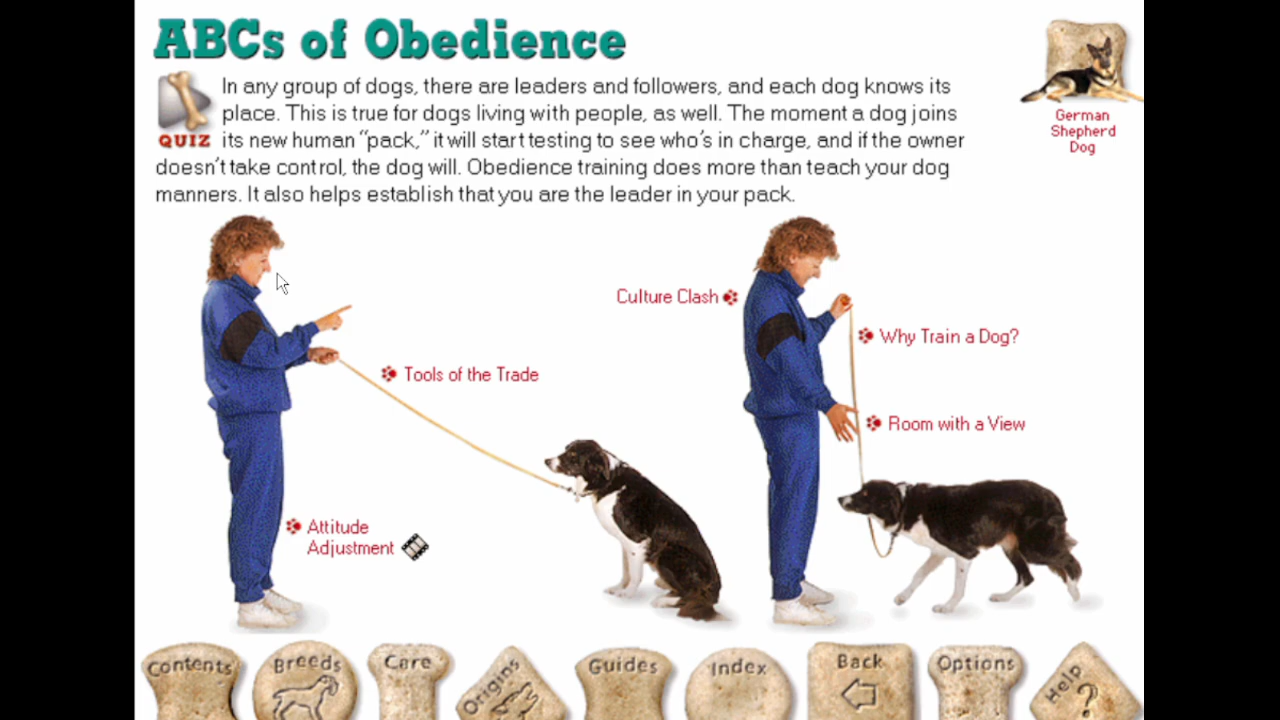 ABCs of Obedience
In any group of dogs, there are leaders and followers, and each dog knows its
place. This is true for dogs living with people, as well. The moment a dog joins
QUIZ its new human “pack,” it will start testing to see who’s in charge, and if the owner
doesn’t take control, the dog will. Obedience training does more than teach your dog
manners. It also helps establish that you are the leader in your pack.
German
Shepherd
Dog
Culture Clash
Why Train a Dog?
Tools of the Trade
Room with a View
Attitude
Adjustment
Contents Breeds Care Origins Guides Index Back Options Help ?